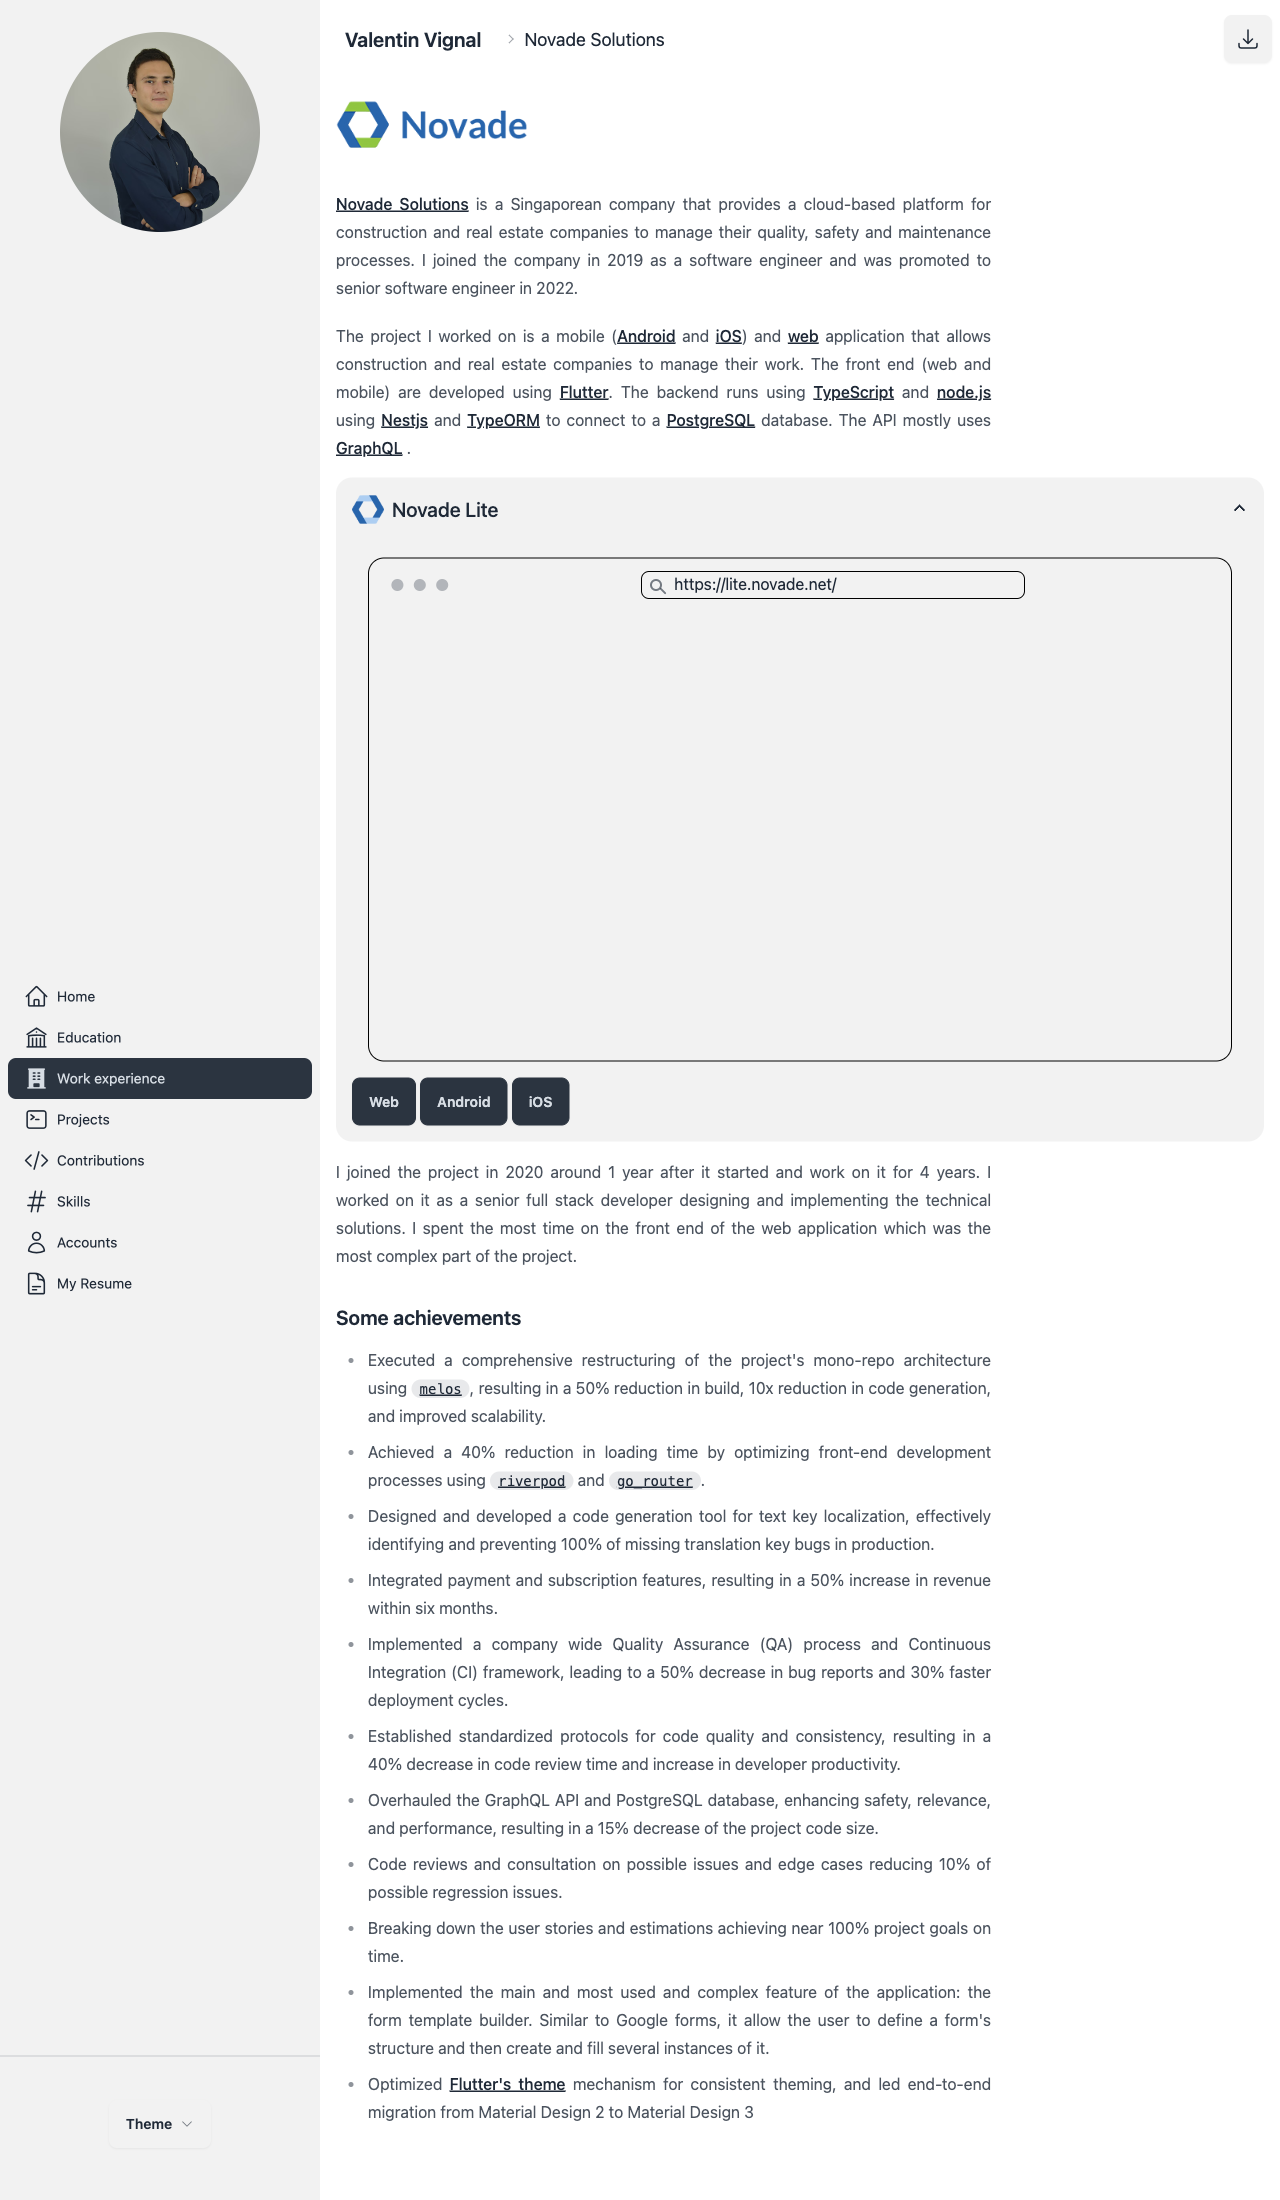 Valentin Vignal
Novade Solutions
Novade
Novade Solutions is a Singaporean company that provides a cloud-based platform for
construction and real estate companies to manage their quality, safety and maintenance
processes. I joined the company in 2019 as a software engineer and was promoted to
senior software engineer in 2022.
The project I worked on is a mobile (Android and iOS) and web application that allows
construction and real estate companies to manage their work. The front end (web and
mobile) are developed using Flutter. The backend runs using TypeScript and node.js
using Nestjs and TypeORM to connect to a PostgreSQL database. The API mostly uses
GraphQL .
Novade Lite
https://lite.novade.net/
Home
Education
Work experience
Projects
Contributions
Skills
Accounts
My Resume
Web
Android
iOS
I joined the project in 2020 around 1 year after it started and work on it for 4 years. I
worked on it as a senior full stack developer designing and implementing the technical
solutions. I spent the most time on the front end of the web application which was the
most complex part of the project.
Some achievements
• Executed a comprehensive restructuring of the project's mono-repo architecture
using melos, resulting in a 50% reduction in build, 10x reduction in code generation,
and improved scalability.
• Achieved a 40% reduction in loading time by optimizing front-end development
processes using riverpod and go_router.
• Designed and developed a code generation tool for text key localization, effectively
identifying and preventing 100% of missing translation key bugs in production.
• Integrated payment and subscription features, resulting in a 50% increase in revenue
within six months.
• Implemented a company wide Quality Assurance (QA) process and Continuous
Integration (CI) framework, leading to a 50% decrease in bug reports and 30% faster
deployment cycles.
• Established standardized protocols for code quality and consistency, resulting in a
40% decrease in code review time and increase in developer productivity.
• Overhauled the GraphQL API and PostgreSQL database, enhancing safety, relevance,
and performance, resulting in a 15% decrease of the project code size.
• Code reviews and consultation on possible issues and edge cases reducing 10% of
possible regression issues.
• Breaking down the user stories and estimations achieving near 100% project goals on
time.
• Implemented the main and most used and complex feature of the application: the
form template builder. Similar to Google forms, it allow the user to define a form's
structure and then create and fill several instances of it.
• Optimized Flutter's theme mechanism for consistent theming, and led end-to-end
migration from Material Design 2 to Material Design 3
Theme